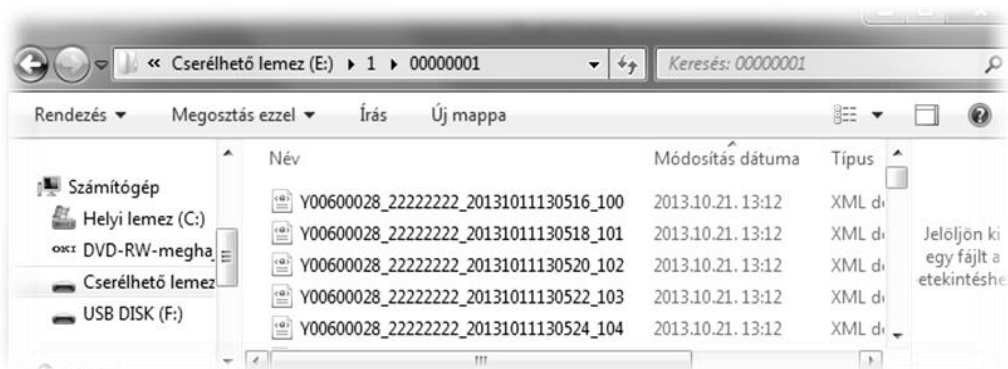 « Cserélhető lemez (E:) ▸ 1 ▸ 00000001
Keresés: 00000001
Rendezés Megosztás ezzel Írás Új mappa
Név Módosítás dátuma Típus
Számítógép
Helyi lemez (C:)
OKI DVD-RW-megha
Cserélhető lemez
USB DISK (F:)
Y00600028_22222222_20131011130516_100 2013.10.21. 13:12 XML d
Y00600028_22222222_20131011130518_101 2013.10.21. 13:12 XML d
Y00600028_22222222_20131011130520_102 2013.10.21. 13:12 XML d
Y00600028_22222222_20131011130522_103 2013.10.21. 13:12 XML d
Y00600028_22222222_20131011130524_104 2013.10.21. 13:12 XML d
Jelöljön ki
egy fájlt a
etekintéshe